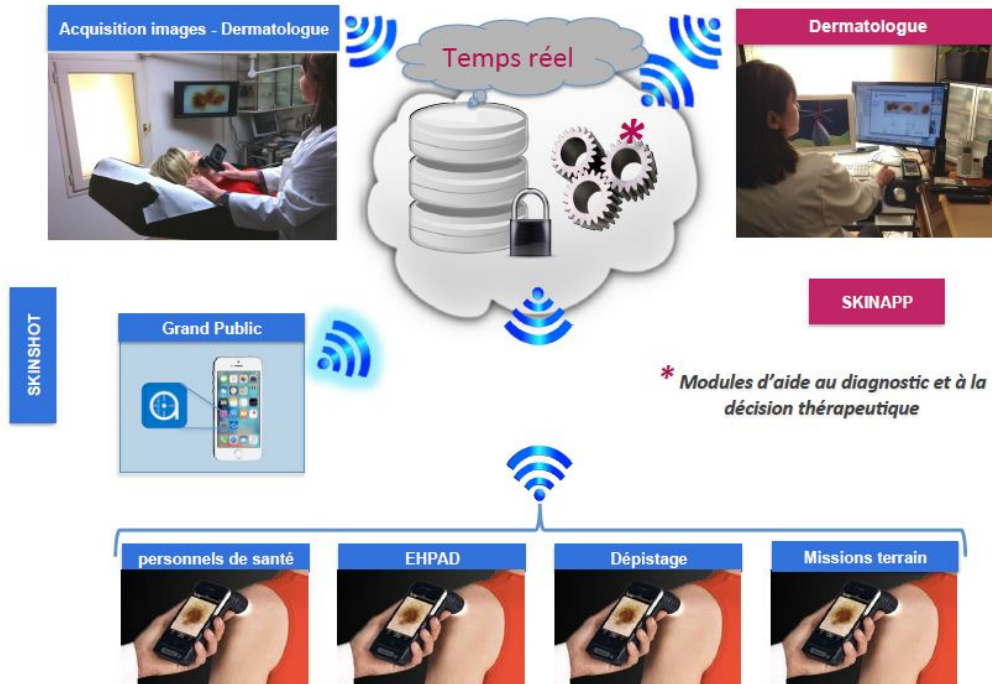 Acquisition images - Dermatologue
Temps réel
Dermatologue
*
SKINSHOT
Grand Public
SKINAPP
* Modules d'aide au diagnostic et à la
décision thérapeutique
personnels de santé
EHPAD
Dépistage
Missions terrain